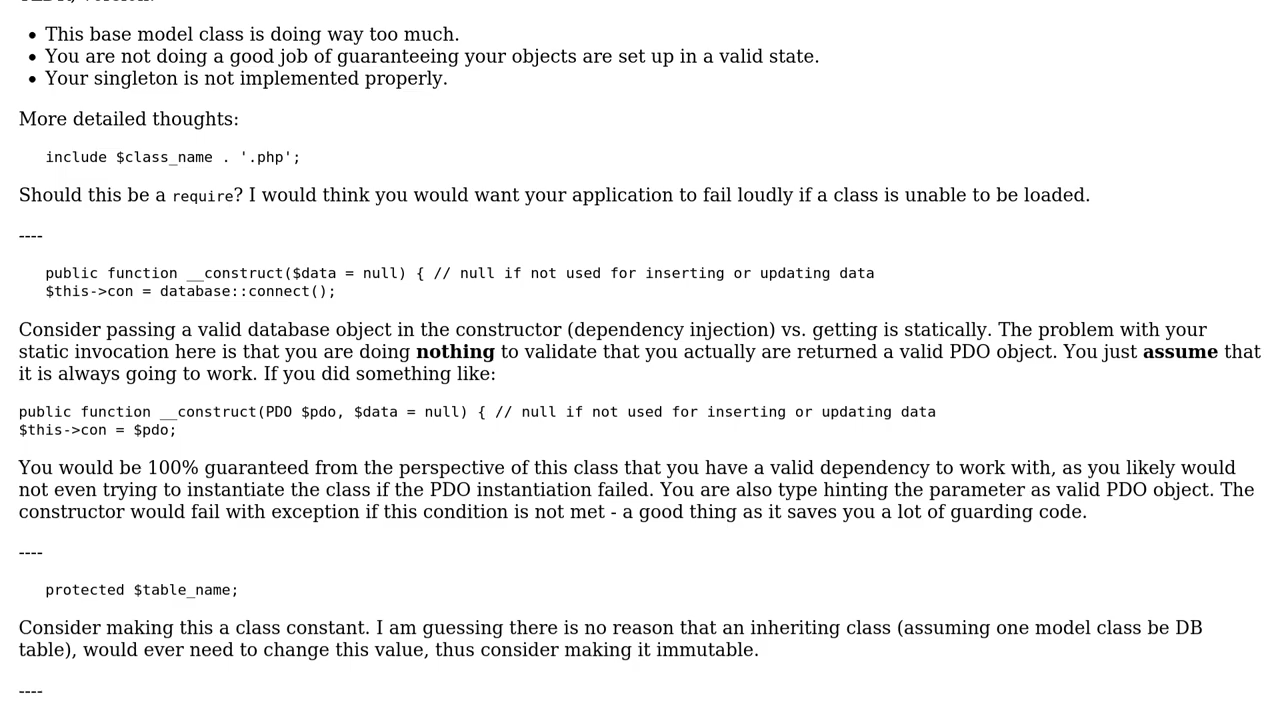 This base model class is doing way too much.
You are not doing a good job of guaranteeing your objects are set up in a valid state.
Your singleton is not implemented properly.
More detailed thoughts:
include $class_name . '.php';
Should this be a require? I would think you would want your application to fail loudly if a class is unable to be loaded.
----
public function __construct($data = null) { // null if not used for inserting or updating data
$this->con = database::connect();
Consider passing a valid database object in the constructor (dependency injection) vs. getting is statically. The problem with your
static invocation here is that you are doing nothing to validate that you actually are returned a valid PDO object. You just assume that
it is always going to work. If you did something like:
public function __construct(PDO $pdo, $data = null) { // null if not used for inserting or updating data
$this->con = $pdo;
You would be 100% guaranteed from the perspective of this class that you have a valid dependency to work with, as you likely would
not even trying to instantiate the class if the PDO instantiation failed. You are also type hinting the parameter as valid PDO object. The
constructor would fail with exception if this condition is not met - a good thing as it saves you a lot of guarding code.
----
protected $table_name;
Consider making this a class constant. I am guessing there is no reason that an inheriting class (assuming one model class be DB
table), would ever need to change this value, thus consider making it immutable.
----